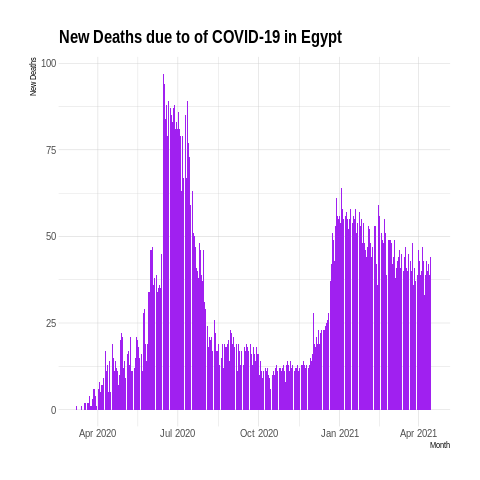 New Deaths due to of COVID-19 in Egypt
New Deaths
100
75
50
25
0
Apr 2020 Jul 2020 Oct 2020 Jan 2021 Apr 2021
Month